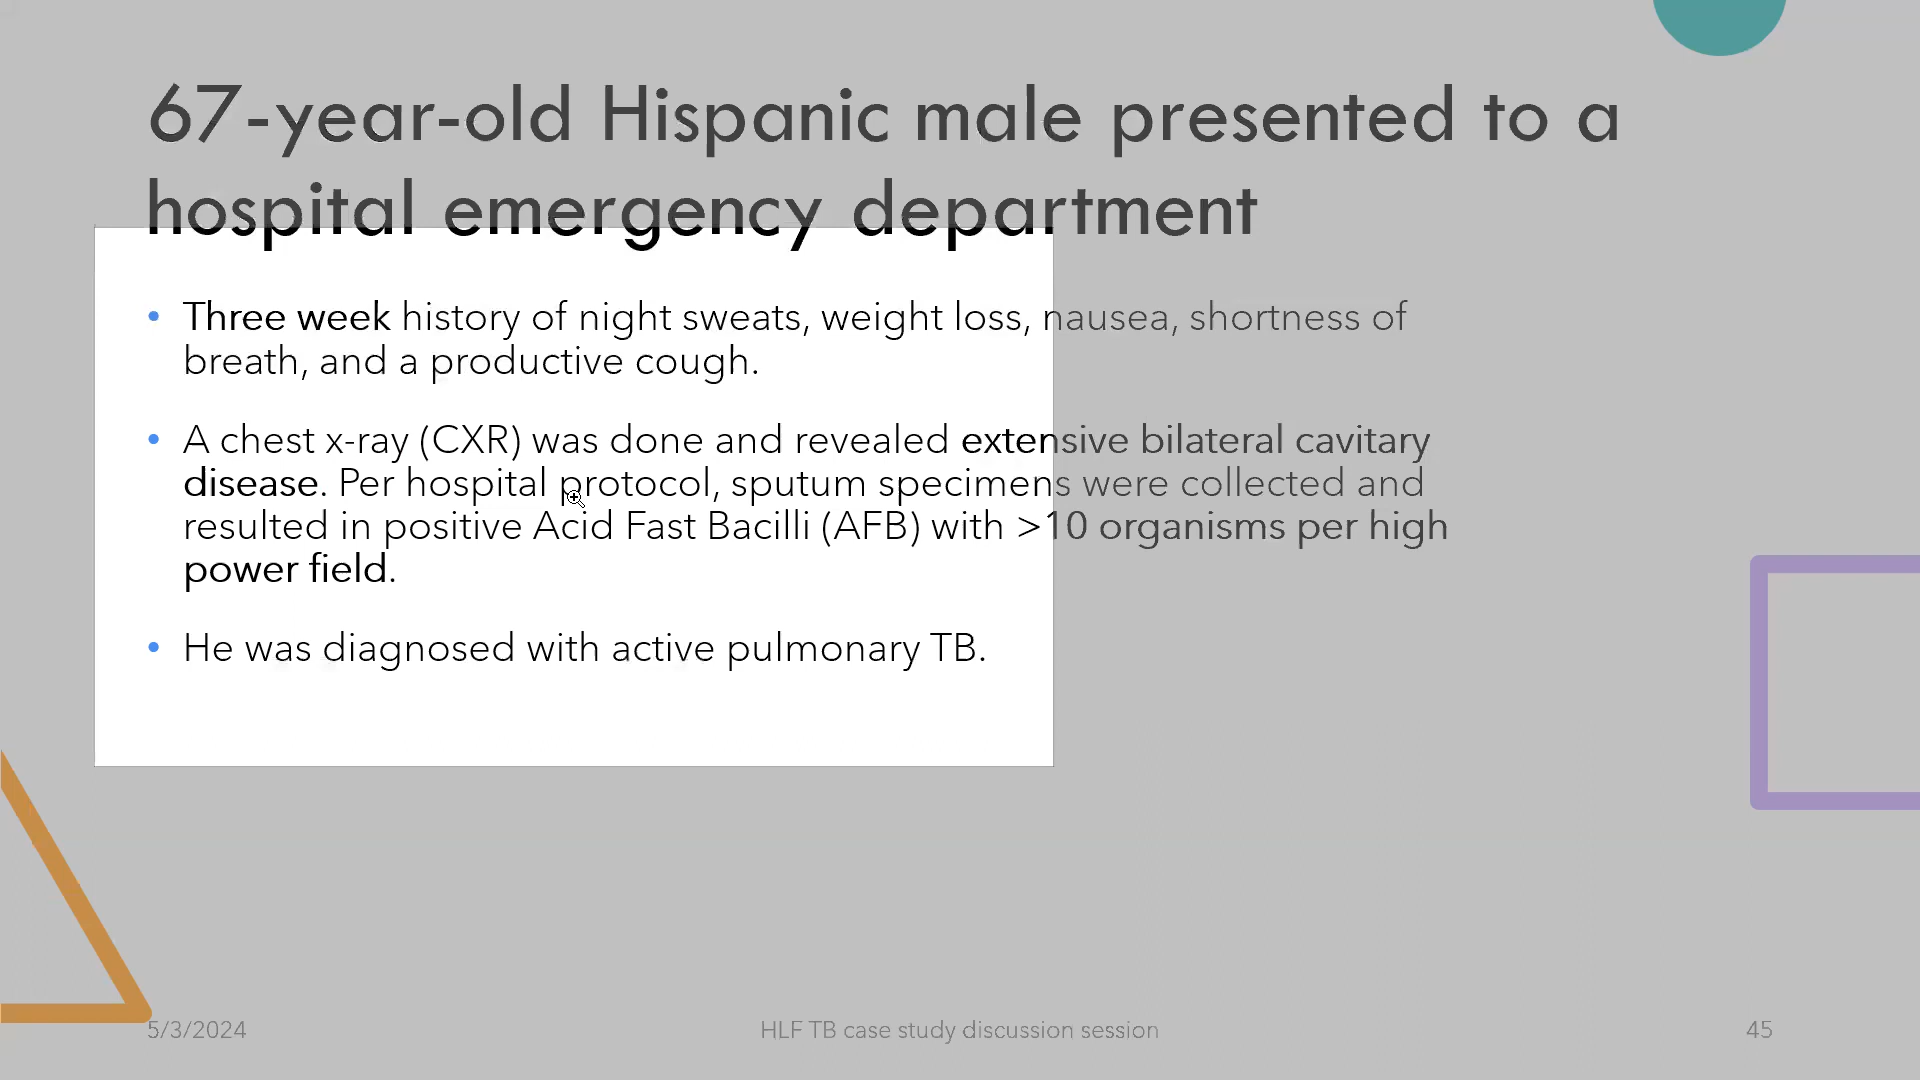 67-year-old Hispanic male presented to a
hospital emergency department
• Three week history of night sweats, weight loss, nausea, shortness of
breath, and a productive cough.
• A chest x-ray (CXR) was done and revealed extensive bilateral cavitary
disease. Per hospital protocol, sputum specimens were collected and
resulted in positive Acid Fast Bacilli (AFB) with >10 organisms per high
power field.
• He was diagnosed with active pulmonary TB.
5/3/2024
HLF TB case study discussion session
45